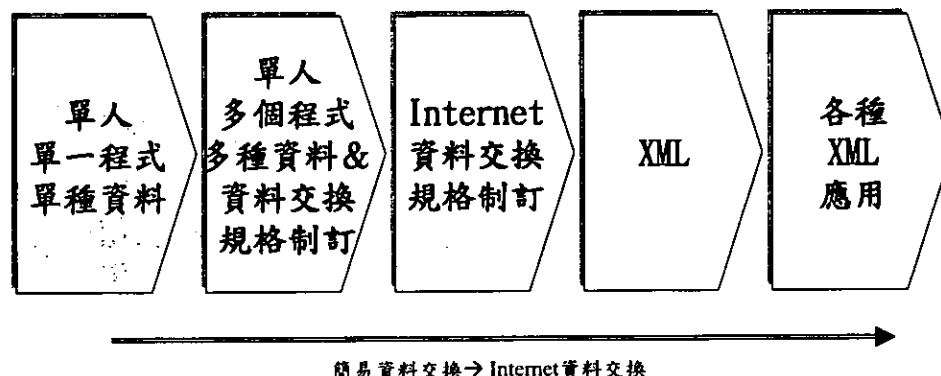 單人
單一程式
單種資料
單人
多個程式
多種資料&
資料交換
規格制訂
Internet
資料交換
規格制訂
XML
各種
XML
應用
簡易資料交換→Internet資料交換